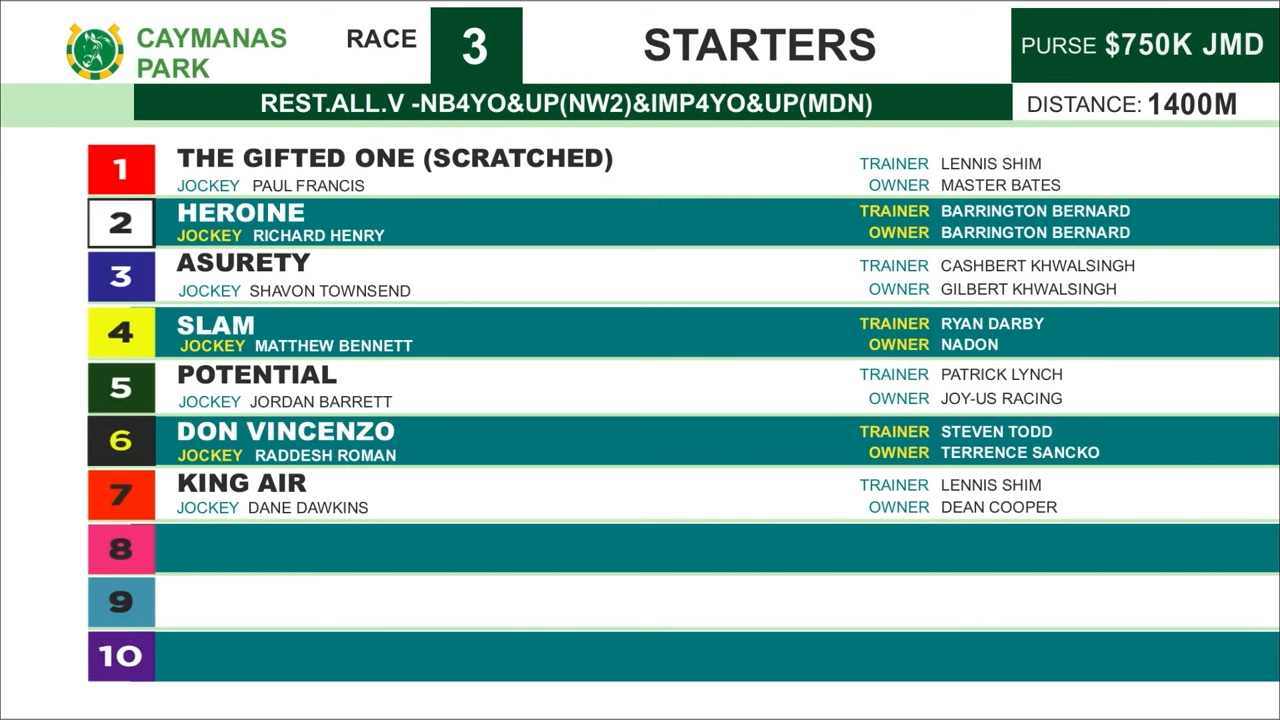 CAYMANAS PARK
RACE 3
STARTERS
PURSE $750K JMD
REST.ALL.V -NB4YO&UP(NW2)&IMP4YO&UP(MDN)
DISTANCE: 1400M
1 THE GIFTED ONE (SCRATCHED)
JOCKEY PAUL FRANCIS
TRAINER LENNIS SHIM
OWNER MASTER BATES
2 HEROINE
JOCKEY RICHARD HENRY
TRAINER BARRINGTON BERNARD
OWNER BARRINGTON BERNARD
3 ASURETY
JOCKEY SHAVON TOWNSEND
TRAINER CASHBERT KHWALSINGH
OWNER GILBERT KHWALSINGH
4 SLAM
JOCKEY MATTHEW BENNETT
TRAINER RYAN DARBY
OWNER NADON
5 POTENTIAL
JOCKEY JORDAN BARRETT
TRAINER PATRICK LYNCH
OWNER JOY-US RACING
6 DON VINCENZO
JOCKEY RADDESH ROMAN
TRAINER STEVEN TODD
OWNER TERRENCE SANCKO
7 KING AIR
JOCKEY DANE DAWKINS
TRAINER LENNIS SHIM
OWNER DEAN COOPER
8
9
10